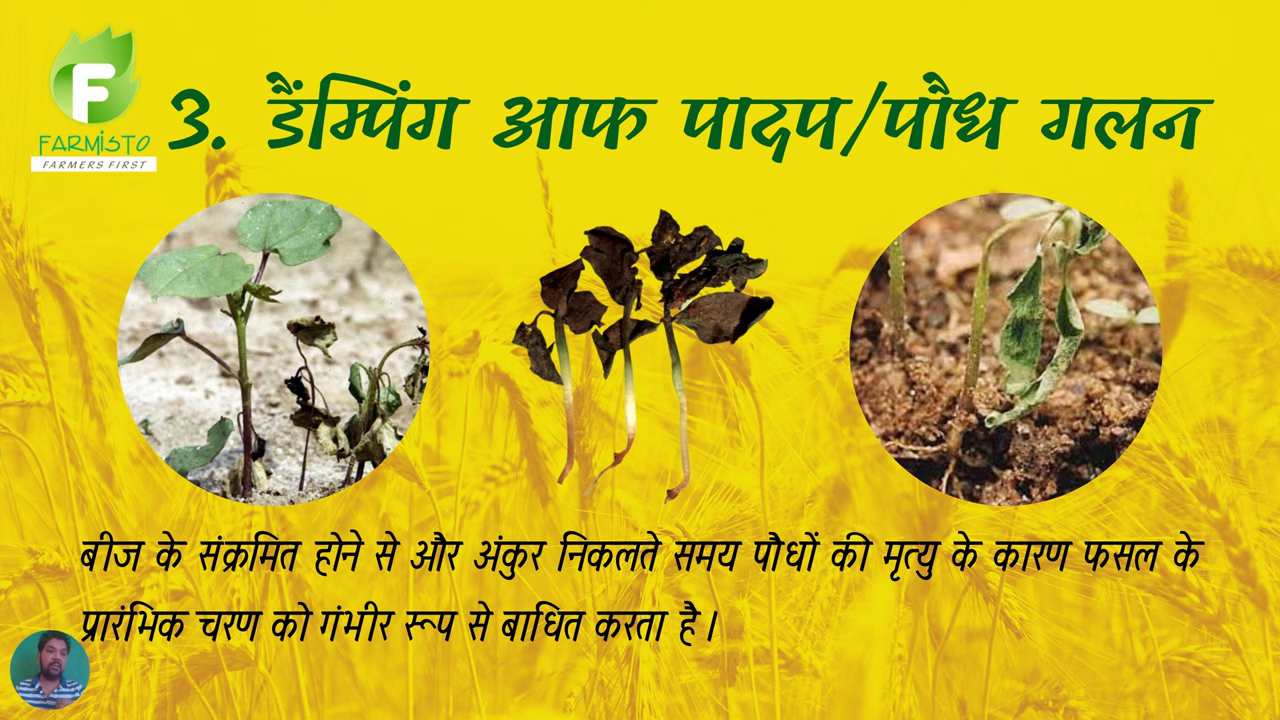 F
FARMiSTO
FARMERS FIRST
3. डैंम्पिंग आफ पादप/पौध गलन
बीज के संक्रमित होने से और अंकुर निकलते समय पौधों की मृत्यु के कारण फसल के
प्रारंभिक चरण को गंभीर रूप से बाधित करता है।